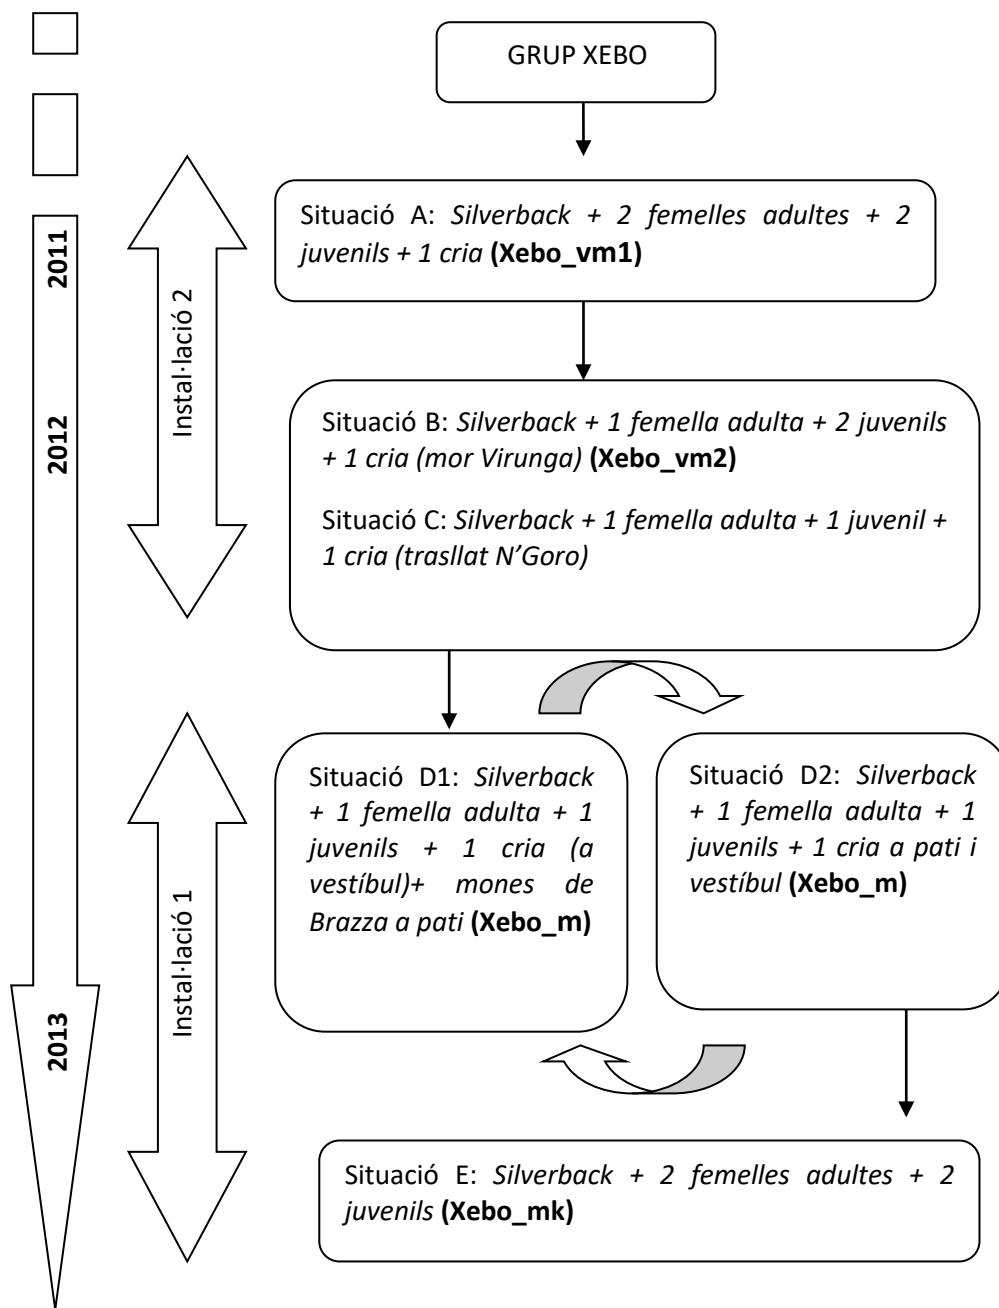 GRUP XEBO
Situació A: Silverback + 2 femelles adultes + 2
juvenils + 1 cria (Xebo_vm1)
2011
Instal·lació 2
2012
Situació B: Silverback + 1 femella adulta + 2 juvenils
+ 1 cria (mor Virunga) (Xebo_vm2)
Situació C: Silverback + 1 femella adulta + 1 juvenil +
1 cria (trasllat N’Goro)
Situació D1: Silverback
+ 1 femella adulta + 1
juvenils + 1 cria (a
vestíbul)+ mones de
Brazza a pati (Xebo_m)
Situació D2: Silverback
+ 1 femella adulta + 1
juvenils + 1 cria a pati i
vestíbul (Xebo_m)
Instal·lació 1
2013
Situació E: Silverback + 2 femelles adultes + 2
juvenils (Xebo_mk)